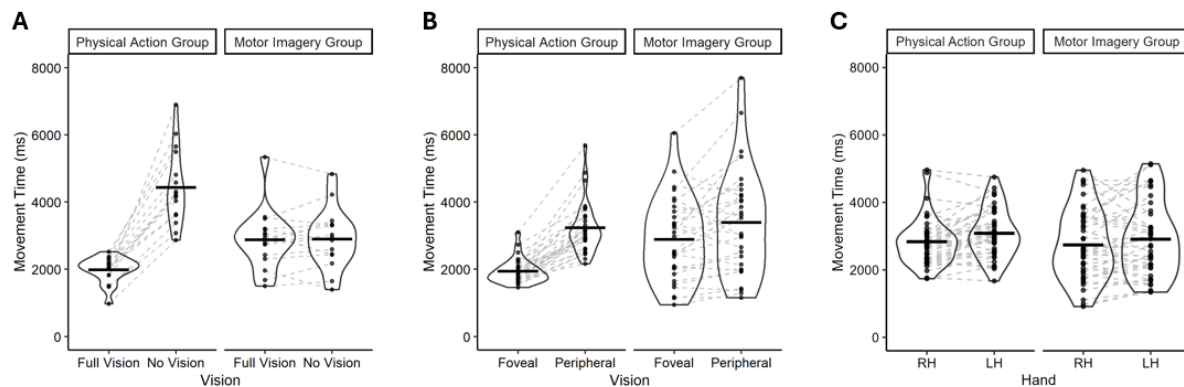 A
Physical Action Group Motor Imagery Group
Movement Time (ms)
8000
6000
4000
2000
0
Full Vision No Vision Full Vision No Vision
Vision
B
Physical Action Group Motor Imagery Group
Movement Time (ms)
8000
6000
4000
2000
0
Foveal Peripheral Foveal Peripheral
Vision
C
Physical Action Group Motor Imagery Group
Movement Time (ms)
8000
6000
4000
2000
0
RH LH RH LH
Hand